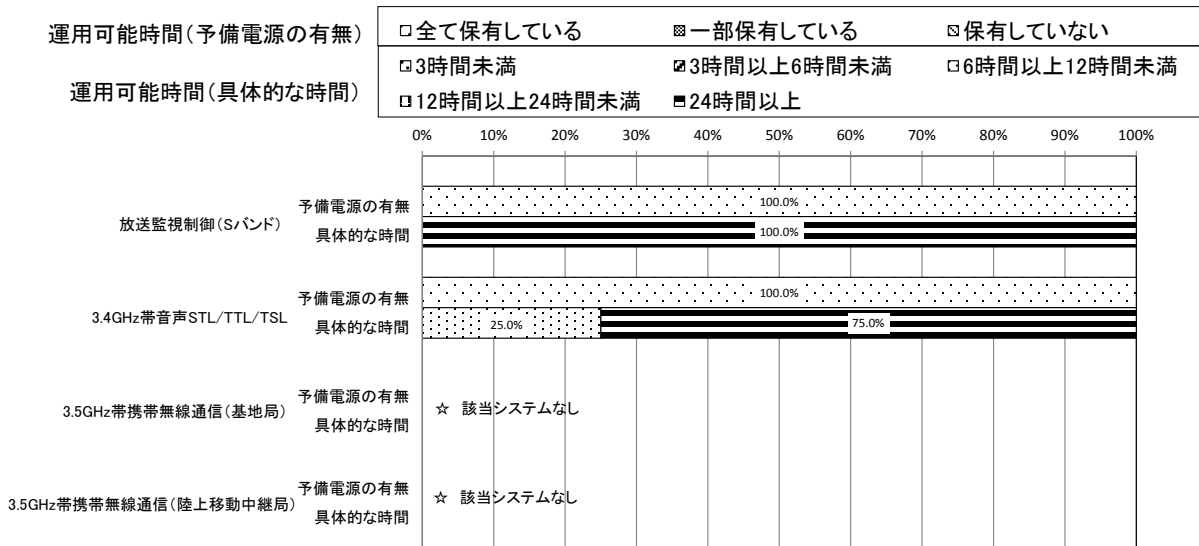 運用可能時間(予備電源の有無)
全て保有している 一部保有している 保有していない
運用可能時間(具体的な時間)
3時間未満 3時間以上6時間未満 6時間以上12時間未満
12時間以上24時間未満 24時間以上
0% 10% 20% 30% 40% 50% 60% 70% 80% 90% 100%
放送監視制御(Sバンド)
予備電源の有無
100.0%
具体的な時間
100.0%
3.4GHz帯音声STL/TTL/TSL
予備電源の有無
100.0%
具体的な時間
25.0% 75.0%
3.5GHz帯携帯無線通信(基地局)
予備電源の有無
具体的な時間
☆ 該当システムなし
3.5GHz帯携帯無線通信(陸上移動中継局)
予備電源の有無
具体的な時間
☆ 該当システムなし